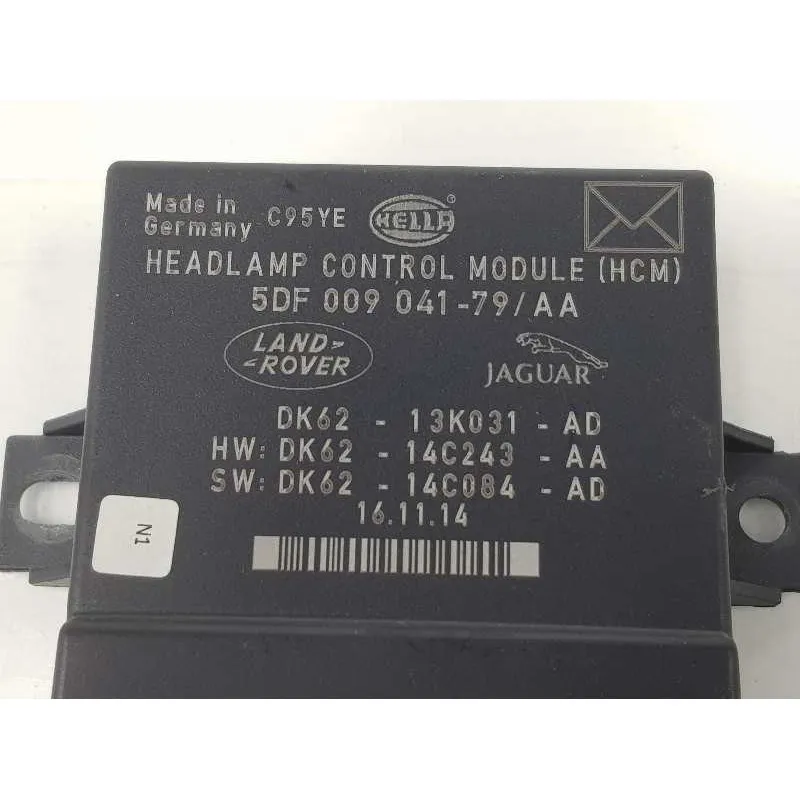 Made in
Germany C95YE HELLA ®
HEADLAMP CONTROL MODULE (HCM)
5DF 009 041-79/AA
LAND-
-ROVER
JAGUAR
DK62 - 13K031 - AD
HW: DK62 - 14C243 - AA
SW: DK62 - 14C084 - AD
16.11.14
N1